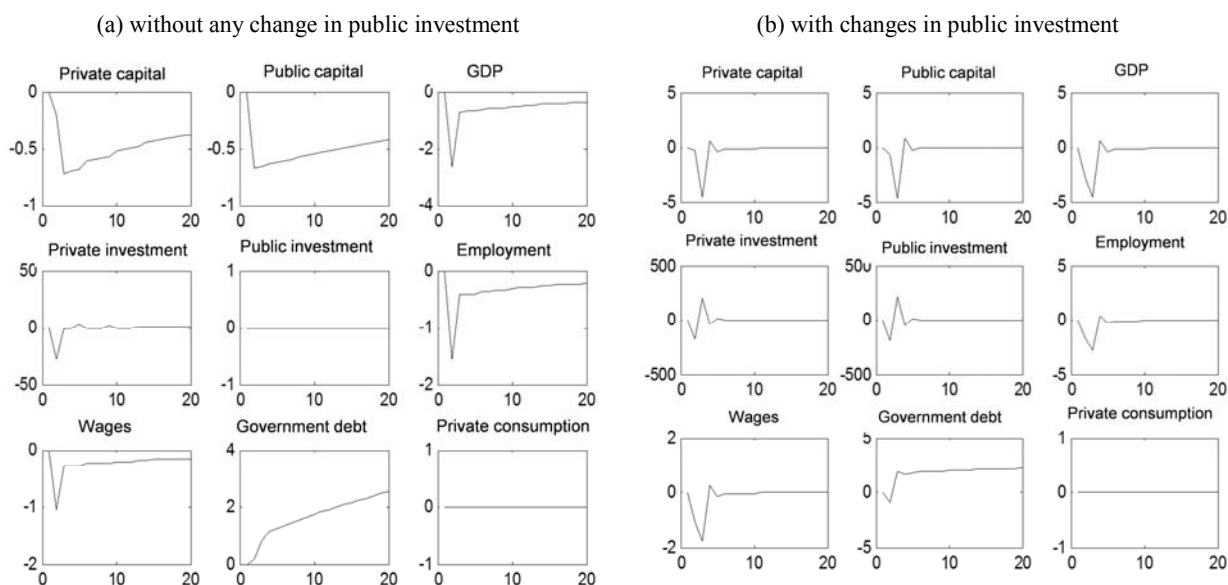 (a) without any change in public investment
Private capital
Public capital
GDP
0
-0.5
-1
0 10 20
0
-0.5
-1
0 10 20
0
-2
-4
0 10 20
Private investment
Public investment
Employment
50
0
-50
0 10 20
1
0
-1
0 10 20
0
-1
-2
0 10 20
Wages
Government debt
Private consumption
0
-1
-2
0 10 20
4
2
0
0 10 20
1
0
-1
0 10 20
(b) with changes in public investment
Private capital
Public capital
GDP
5
0
-5
0 10 20
5
0
-5
0 10 20
5
0
-5
0 10 20
Private investment
Public investment
Employment
500
0
-500
0 10 20
500
0
-500
0 10 20
5
0
-5
0 10 20
Wages
Government debt
Private consumption
2
0
-2
0 10 20
5
0
-5
0 10 20
1
0
-1
0 10 20